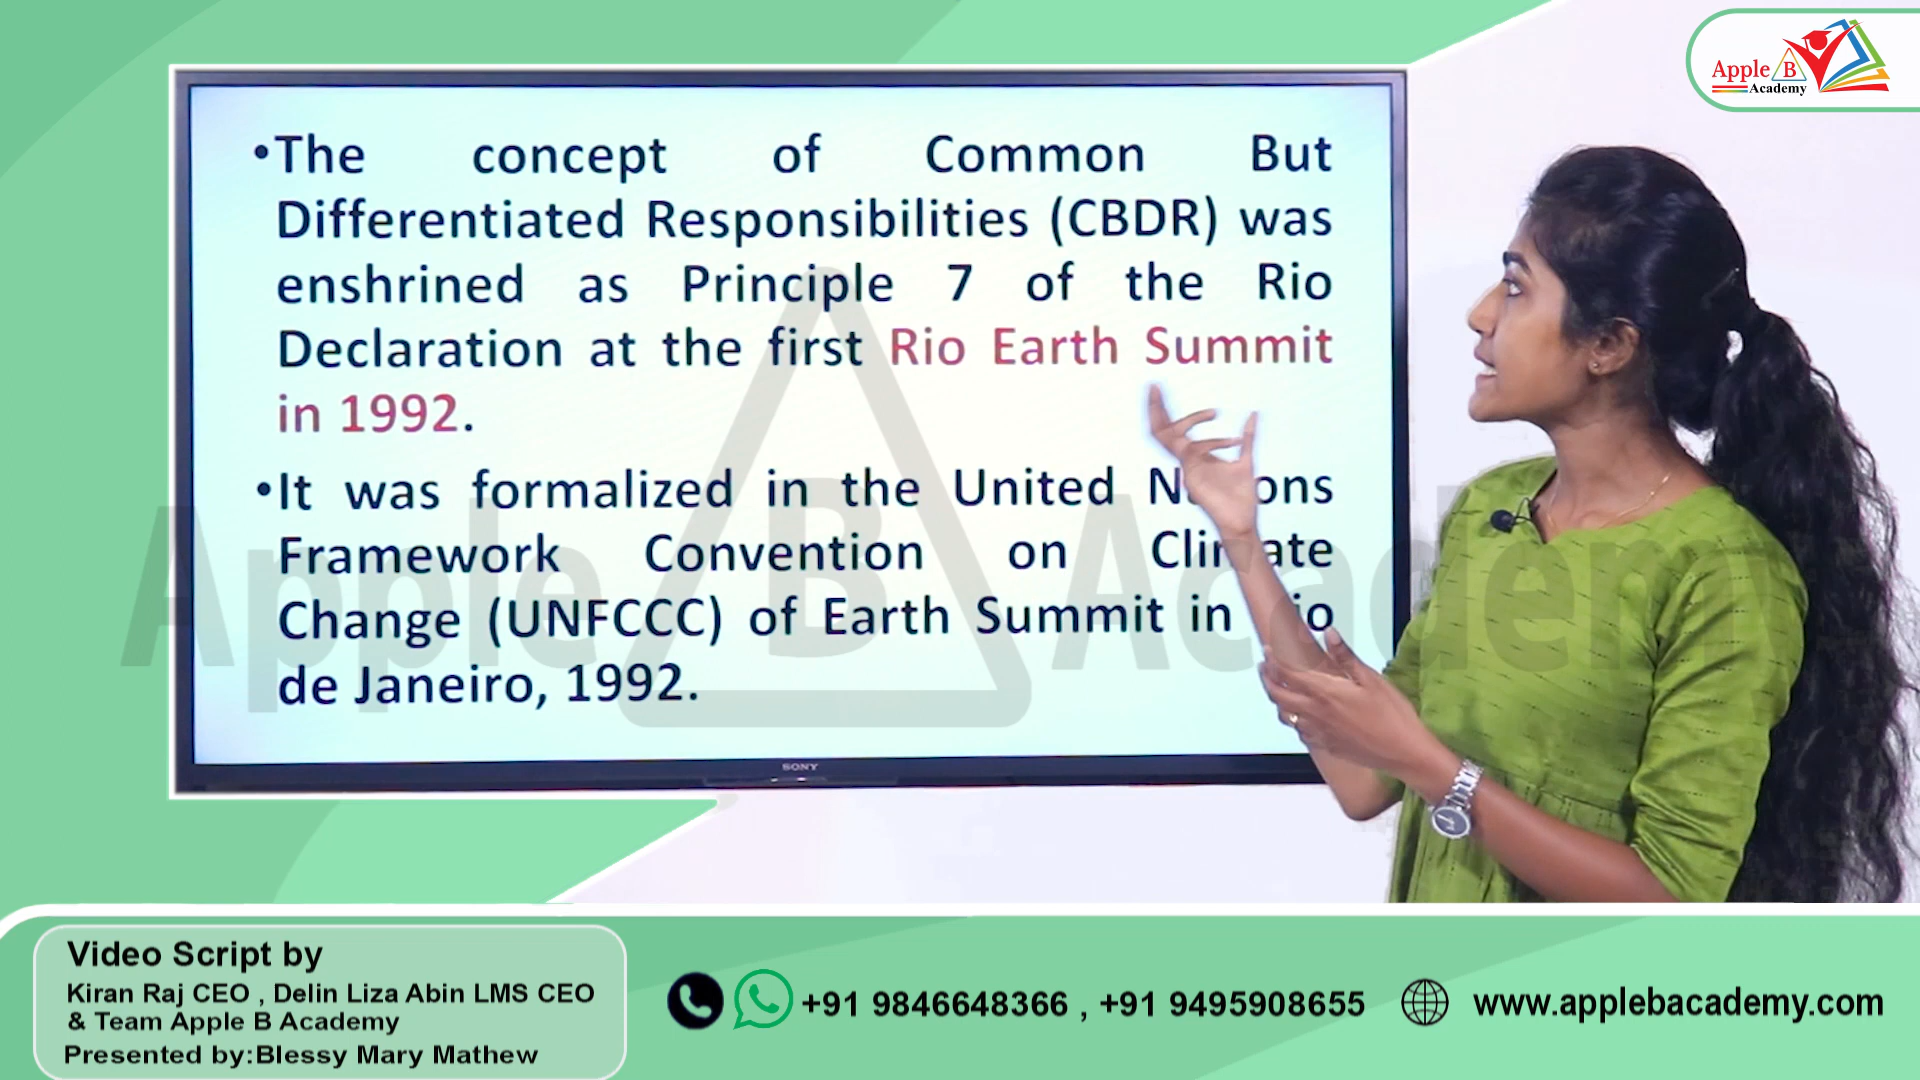 Apple B
Academy
•The concept of Common But
Differentiated Responsibilities (CBDR) was
enshrined as Principle 7 of the Rio
Declaration at the first Rio Earth Summit
in 1992.
•It was formalized in the United
Framework Convention on
Change (UNFCCC) of Earth Summit in
de Janeiro, 1992.
Apple B Academy
SONY
Video Script by
Kiran Raj CEO , Delin Liza Abin LMS CEO
& Team Apple B Academy
Presented by:Blessy Mary Mathew
+91 9846648366 , +91 9495908655
www.applebacademy.com